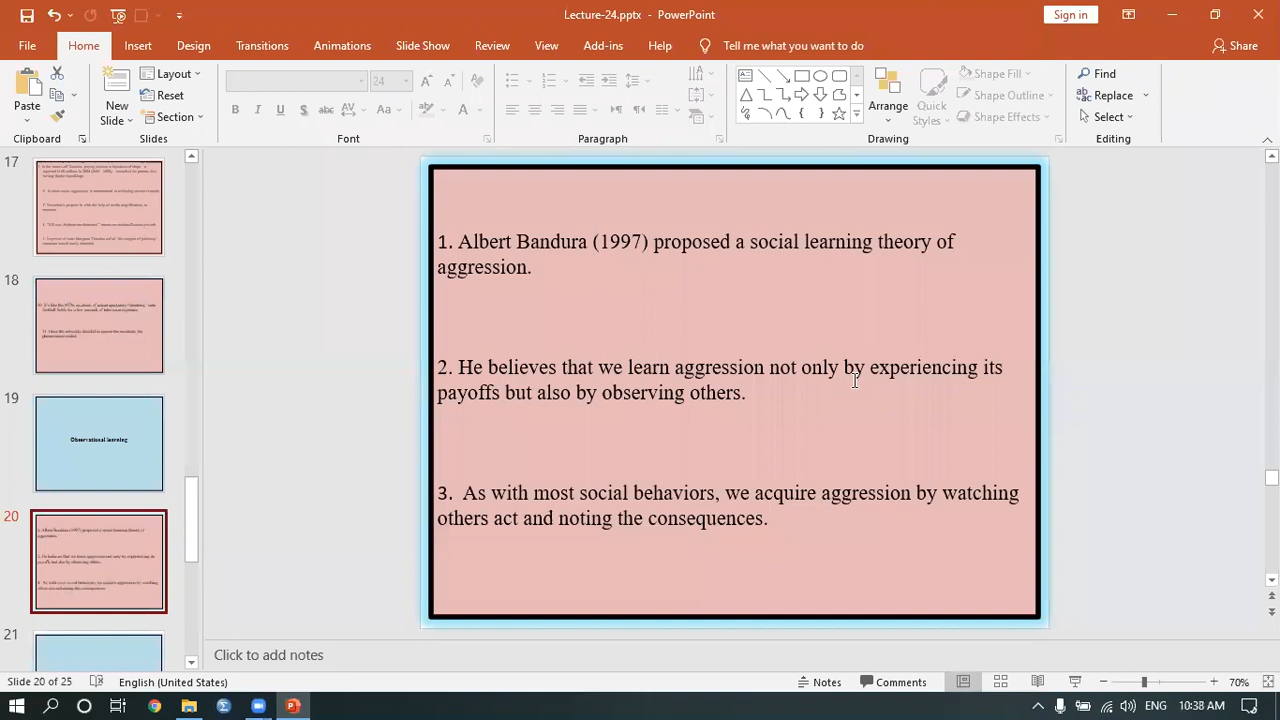 Lecture-24.pptx - PowerPoint
Sign in
File Home Insert Design Transitions Animations Slide Show Review View Add-ins Help Tell me what you want to do Share
Paste
Clipboard
New Slide
Layout
Reset
Section
Slides
24
Font
Paragraph
Arrange
Quick Styles
Shape Fill
Shape Outline
Shape Effects
Drawing
Find
Replace
Select
Editing
17
18
19
Observational learning
20
21
1. Albert Bandura (1997) proposed a social learning theory of
aggression.
2. He believes that we learn aggression not only by experiencing its
payoffs but also by observing others.
3. As with most social behaviors, we acquire aggression by watching
others act and noting the consequences.
Click to add notes
Slide 20 of 25 English (United States) Notes Comments 70%
ENG 10:38 AM